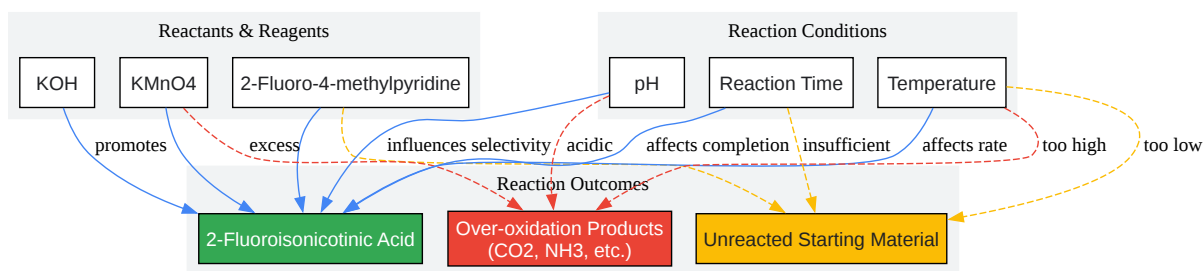 Reactants & Reagents
Reaction Conditions
KOH
KMnO4
2-Fluoro-4-methylpyridine
pH
Reaction Time
Temperature
promotes
excess
influences selectivity
acidic
affects completion
insufficient
affects rate
too high
too low
Reaction Outcomes
2-Fluoroisonicotinic Acid
Over-oxidation Products
(CO2, NH3, etc.)
Unreacted Starting Material